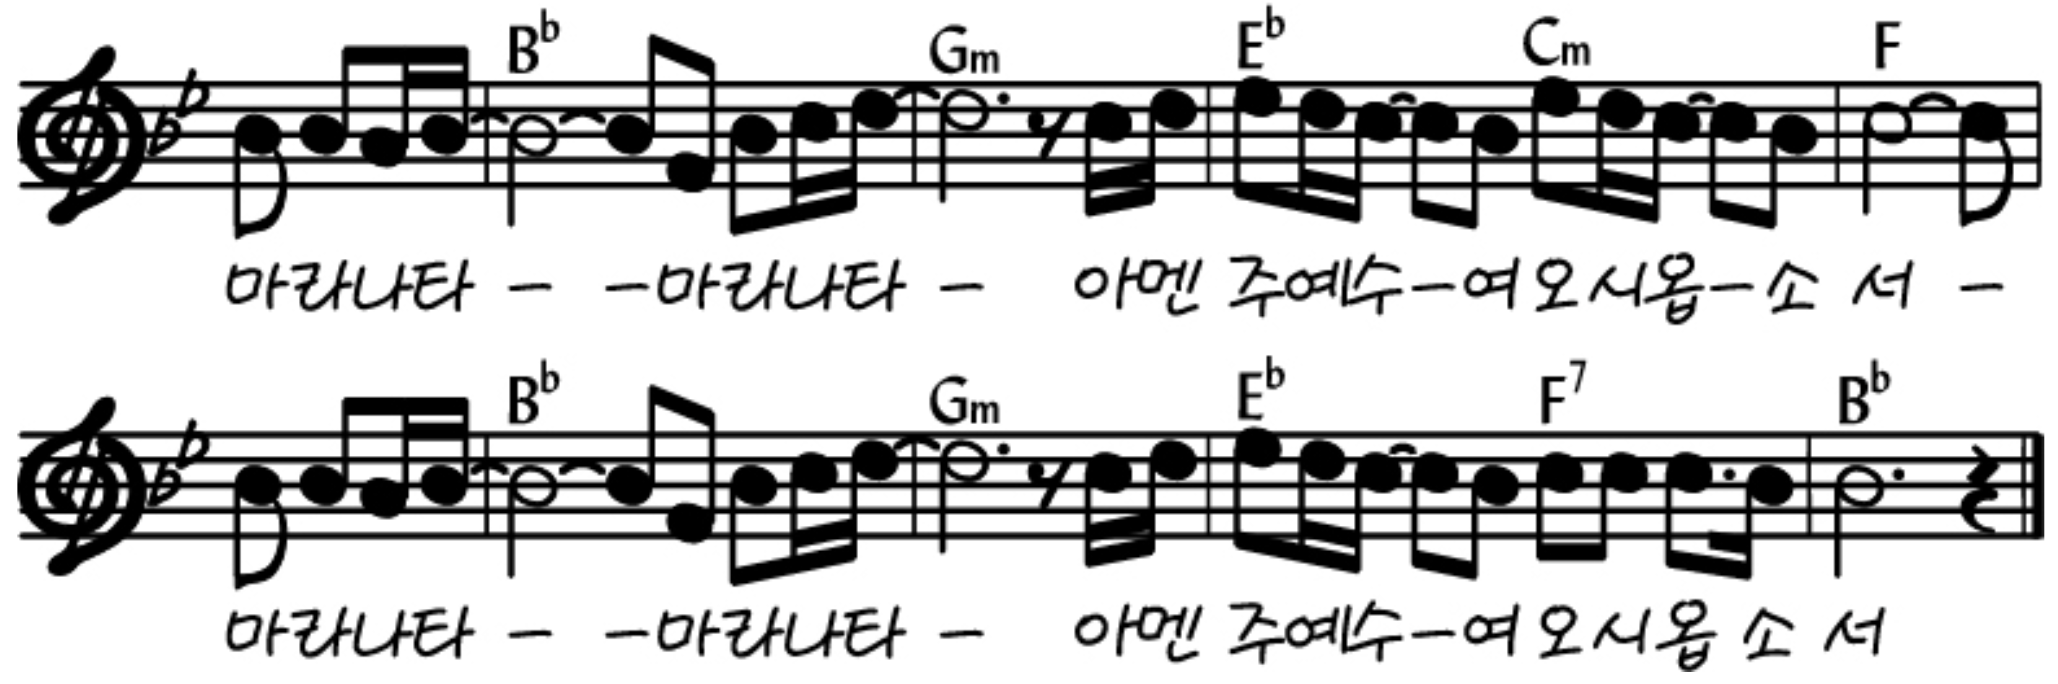 B♭ Gm E♭ Cm F
마라나타 - - 마라나타 - 아멘 주예수-여 오시옵-소 서 -
B♭ Gm E♭ F7 B♭
마라나타 - - 마라나타 - 아멘 주예수-여 오시옵 소 서